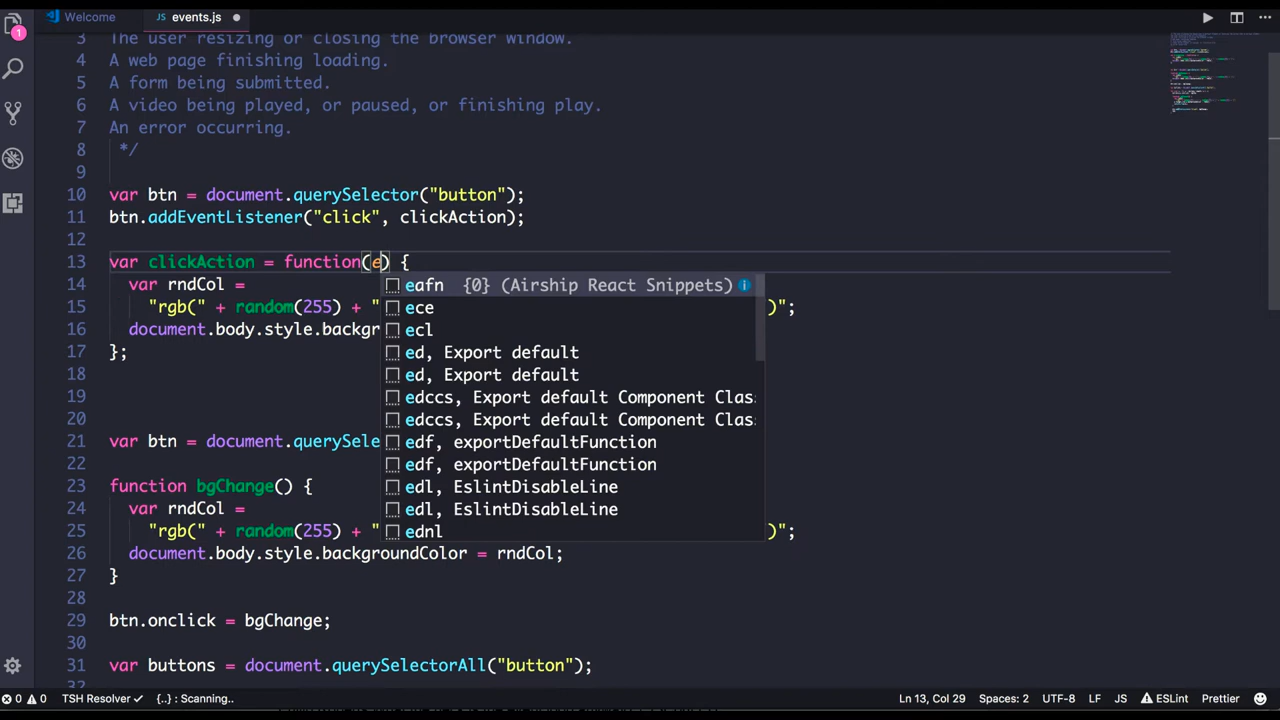 Welcome
JS events.js
1
3 The user resizing or closing the browser window.
4 A web page finishing loading.
5 A form being submitted.
6 A video being played, or paused, or finishing play.
7 An error occurring.
8 */
9
10 var btn = document.querySelector("button");
11 btn.addEventListener("click", clickAction);
12
13 var clickAction = function(e) {
eafn {0} (Airship React Snippets)
14 var rndCol =
ece
15 "rgb(" + random(255) + " )";
ecl
16 document.body.style.backgr
ed, Export default
17 };
ed, Export default
18
edccs, Export default Component Clas
19
edccs, Export default Component Clas
20
21 var btn = document.querySele
edf, exportDefaultFunction
22
edf, exportDefaultFunction
23 function bgChange() {
edl, EslintDisableLine
24 var rndCol =
edl, EslintDisableLine
25 "rgb(" + random(255) + " )";
ednl
26 document.body.style.backgroundColor = rndCol;
27 }
28
29 btn.onclick = bgChange;
30
31 var buttons = document.querySelectorAll("button");
0 0 TSH Resolver ✓ {..} : Scanning.. Ln 13, Col 29 Spaces: 2 UTF-8 LF JS ESLint Prettier